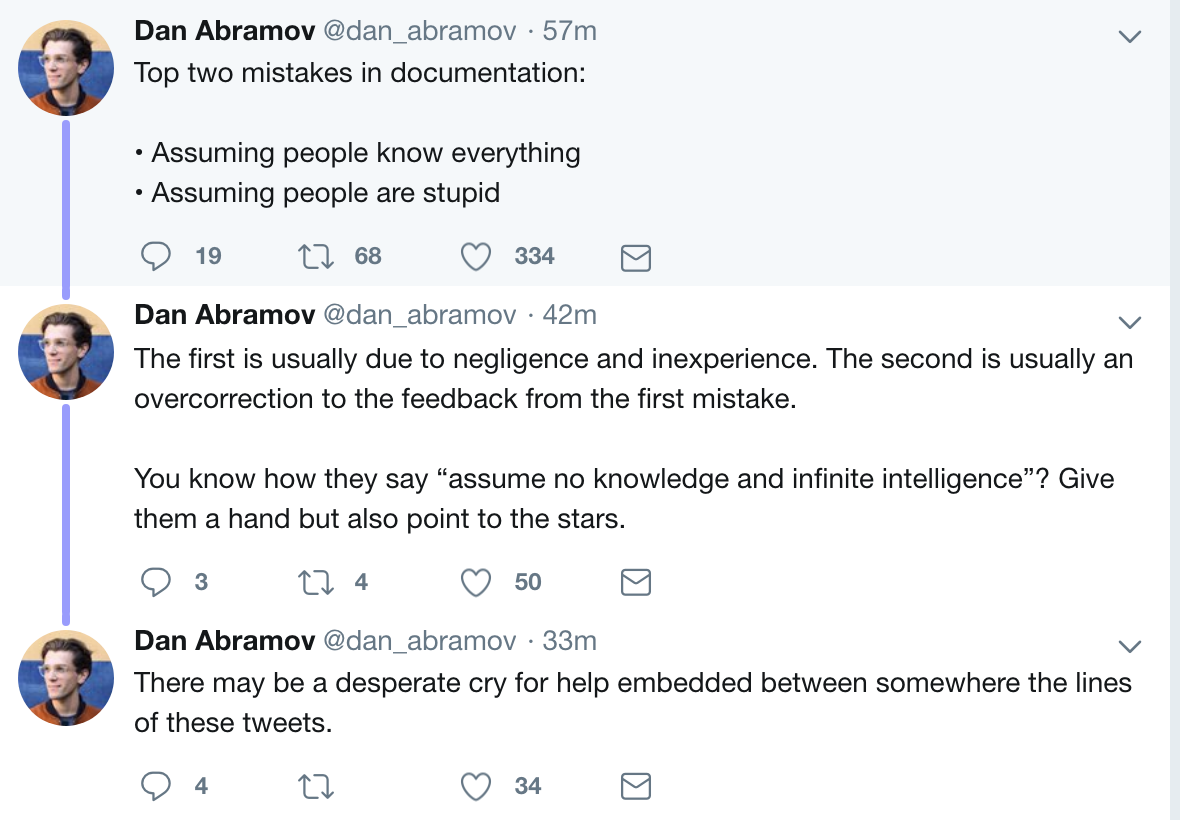 Dan Abramov @dan_abramov · 57m
Top two mistakes in documentation:
• Assuming people know everything
• Assuming people are stupid
19 68 334
Dan Abramov @dan_abramov · 42m
The first is usually due to negligence and inexperience. The second is usually an
overcorrection to the feedback from the first mistake.
You know how they say “assume no knowledge and infinite intelligence”? Give
them a hand but also point to the stars.
3 4 50
Dan Abramov @dan_abramov · 33m
There may be a desperate cry for help embedded between somewhere the lines
of these tweets.
4 34